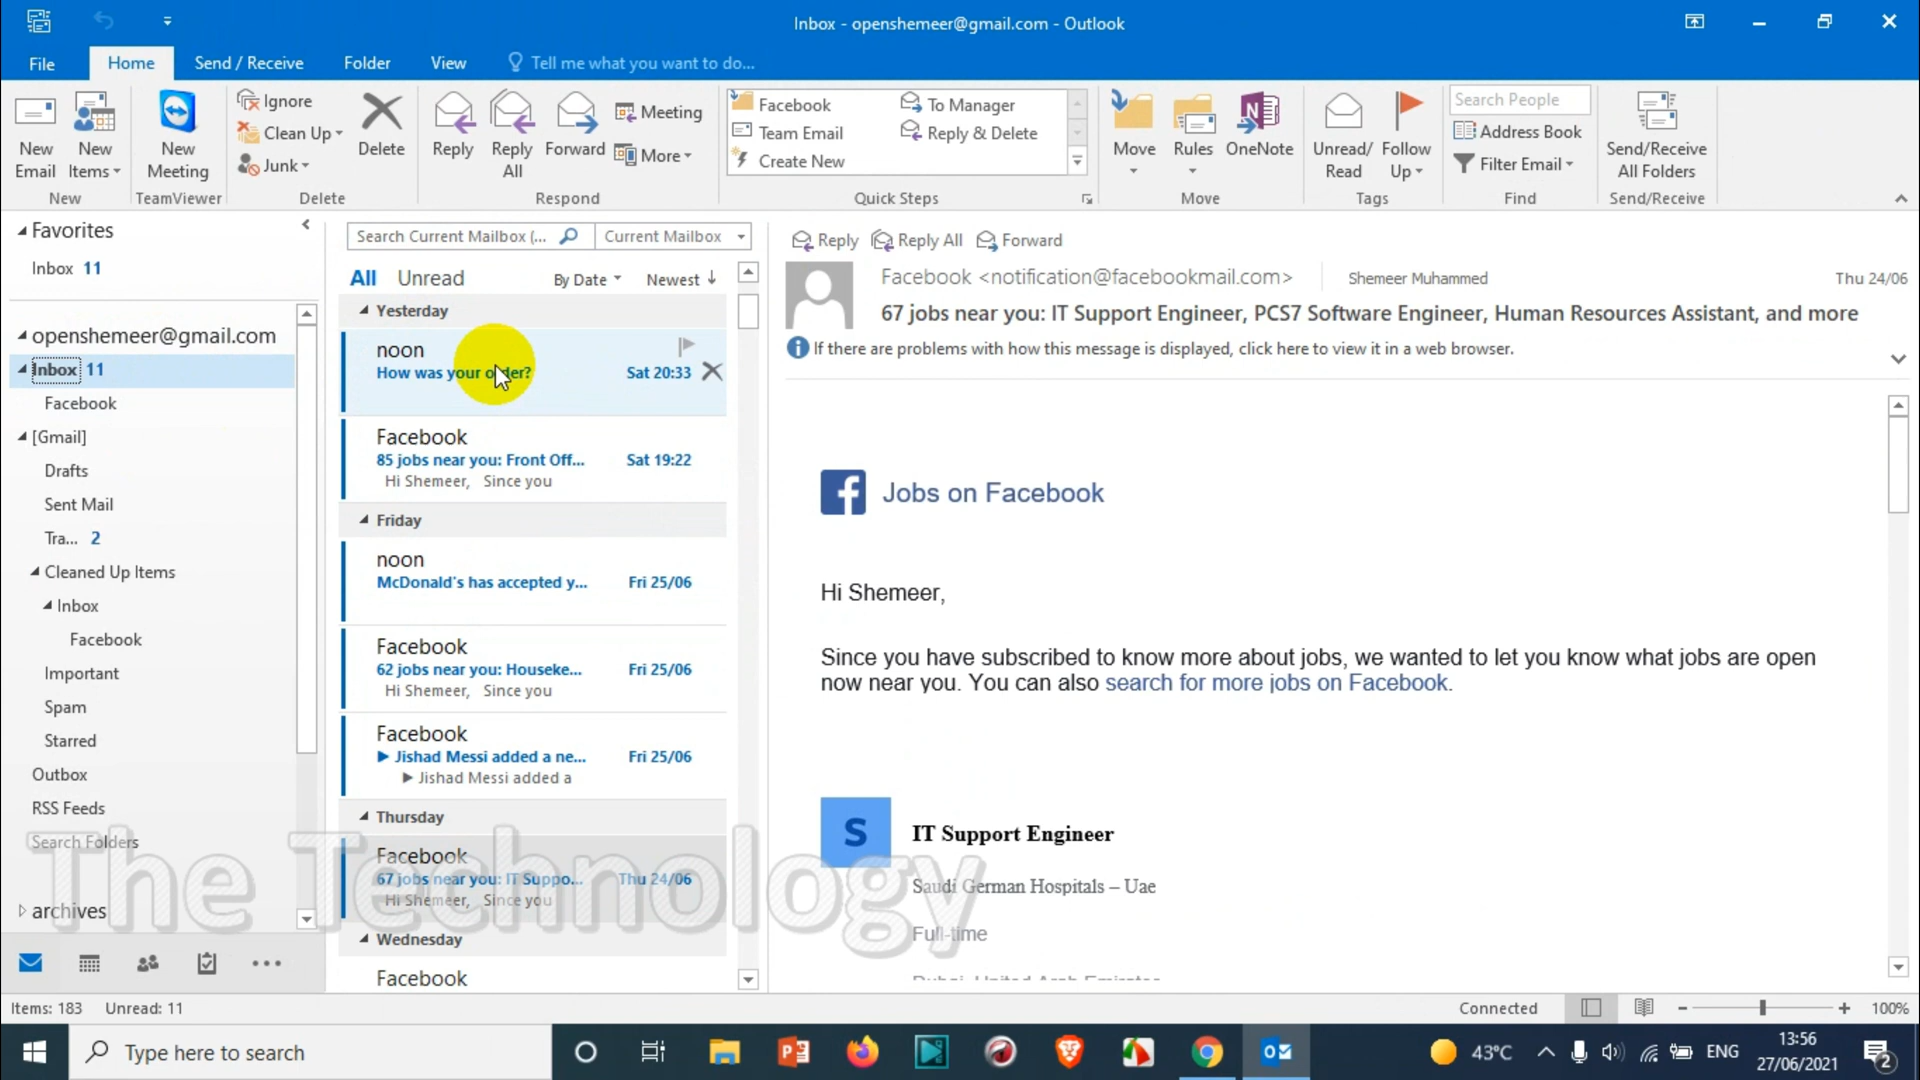 Inbox - openshemeer@gmail.com - Outlook
File
Home
Send / Receive
Folder
View
Tell me what you want to do...
New Email
New Items
New
New Meeting
TeamViewer
Ignore
Clean Up
Junk
Delete
Delete
Reply
Reply All
Forward
Meeting
More
Respond
Facebook
Team Email
Create New
To Manager
Reply & Delete
Quick Steps
Move
Rules
OneNote
Move
Unread/ Read
Follow Up
Tags
Search People
Address Book
Filter Email
Find
Send/Receive All Folders
Send/Receive
Favorites
Inbox 11
openshemeer@gmail.com
Inbox 11
Facebook
[Gmail]
Drafts
Sent Mail
Tra... 2
Cleaned Up Items
Inbox
Facebook
Important
Spam
Starred
Outbox
RSS Feeds
Search Folders
archives
Search Current Mailbox (...
Current Mailbox
All
Unread
By Date
Newest
Yesterday
noon
How was your order? Sat 20:33
Facebook
85 jobs near you: Front Off... Sat 19:22
Hi Shemeer, Since you
Friday
noon
McDonald's has accepted y... Fri 25/06
Facebook
62 jobs near you: Houseke... Fri 25/06
Hi Shemeer, Since you
Facebook
Jishad Messi added a ne... Fri 25/06
Jishad Messi added a
Thursday
Facebook
67 jobs near you: IT Suppo... Thu 24/06
Hi Shemeer, Since you
Wednesday
Facebook
Reply
Reply All
Forward
Facebook <notification@facebookmail.com>
Shemeer Muhammed
Thu 24/06
67 jobs near you: IT Support Engineer, PCS7 Software Engineer, Human Resources Assistant, and more
If there are problems with how this message is displayed, click here to view it in a web browser.
Jobs on Facebook
Hi Shemeer,
Since you have subscribed to know more about jobs, we wanted to let you know what jobs are open
now near you. You can also search for more jobs on Facebook.
S
IT Support Engineer
Saudi German Hospitals – Uae
Full-time
Dubai, United Arab Emirates
The Technology
Items: 183
Unread: 11
Connected
100%
Type here to search
43°C
ENG
13:56
27/06/2021
2